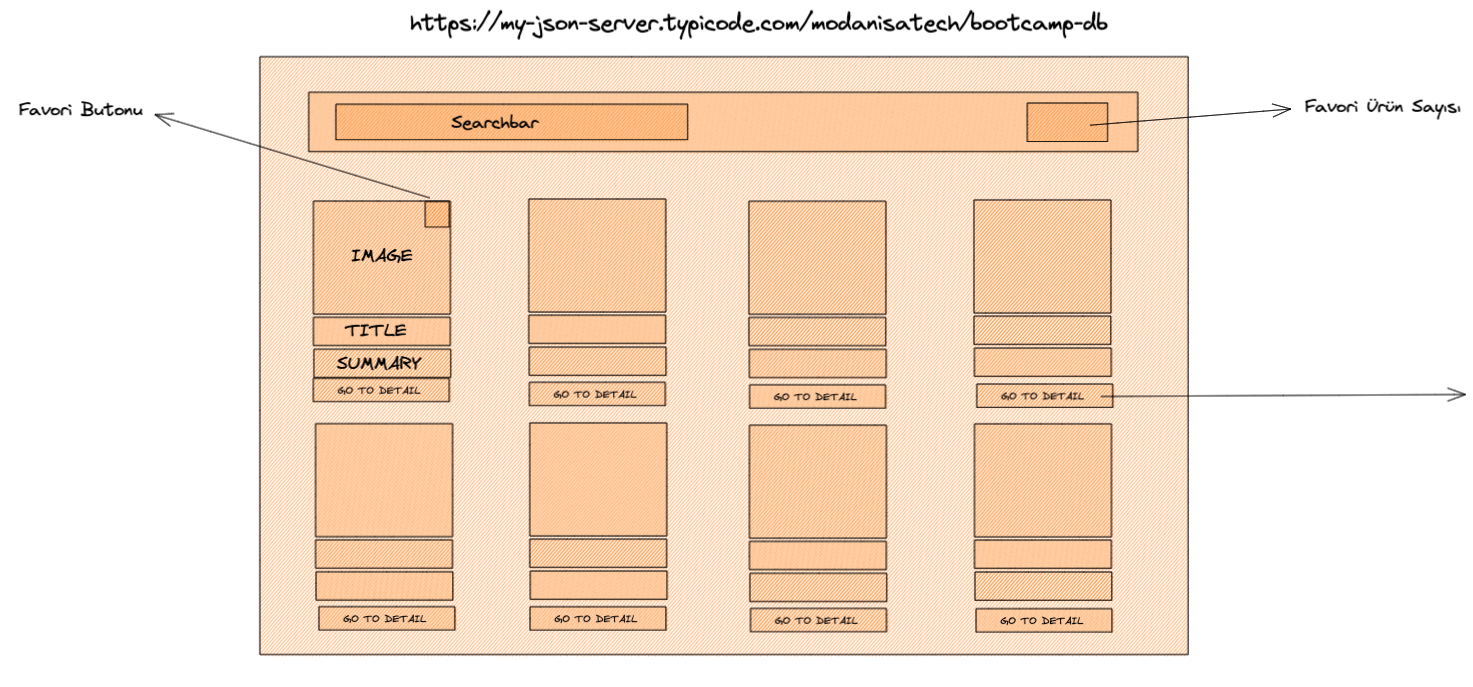 https://my-json-server.typicode.com/modanisatech/bootcamp-db
Favori Butonu
Searchbar
Favori Ürün Sayısı
IMAGE
TITLE
SUMMARY
GO TO DETAIL
GO TO DETAIL
GO TO DETAIL
GO TO DETAIL
GO TO DETAIL
GO TO DETAIL
GO TO DETAIL
GO TO DETAIL